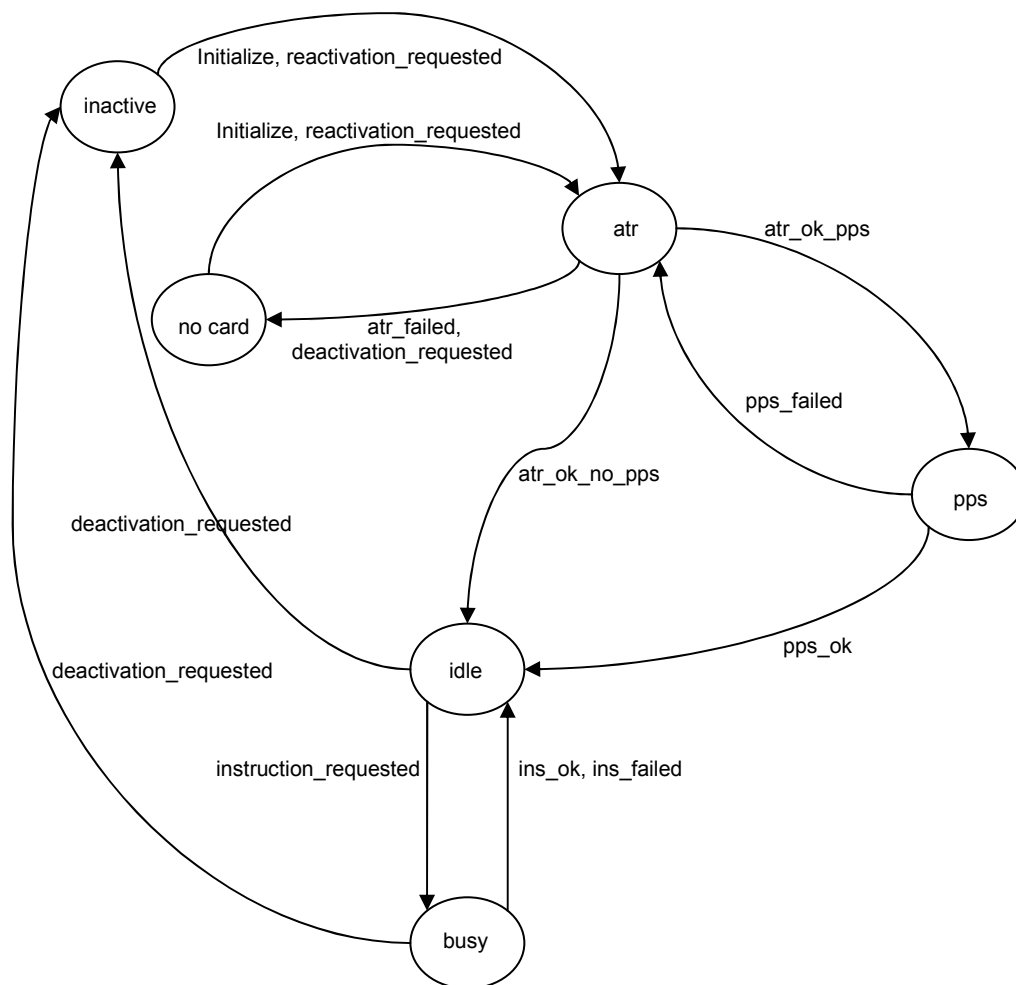 Initialize, reactivation_requested
inactive
Initialize, reactivation_requested
atr
atr_ok_pps
no card
atr_failed,
deactivation_requested
pps_failed
atr_ok_no_pps
pps
deactivation_requested
pps_ok
deactivation_requested
idle
instruction_requested
ins_ok, ins_failed
busy